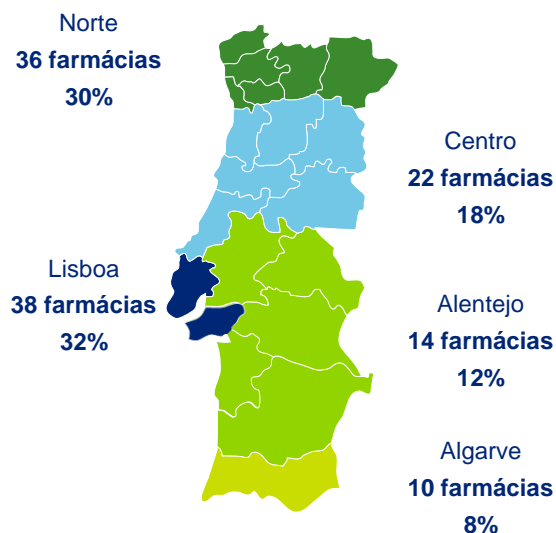 Norte
36 farmácias
30%
Centro
22 farmácias
18%
Lisboa
38 farmácias
32%
Alentejo
14 farmácias
12%
Algarve
10 farmácias
8%